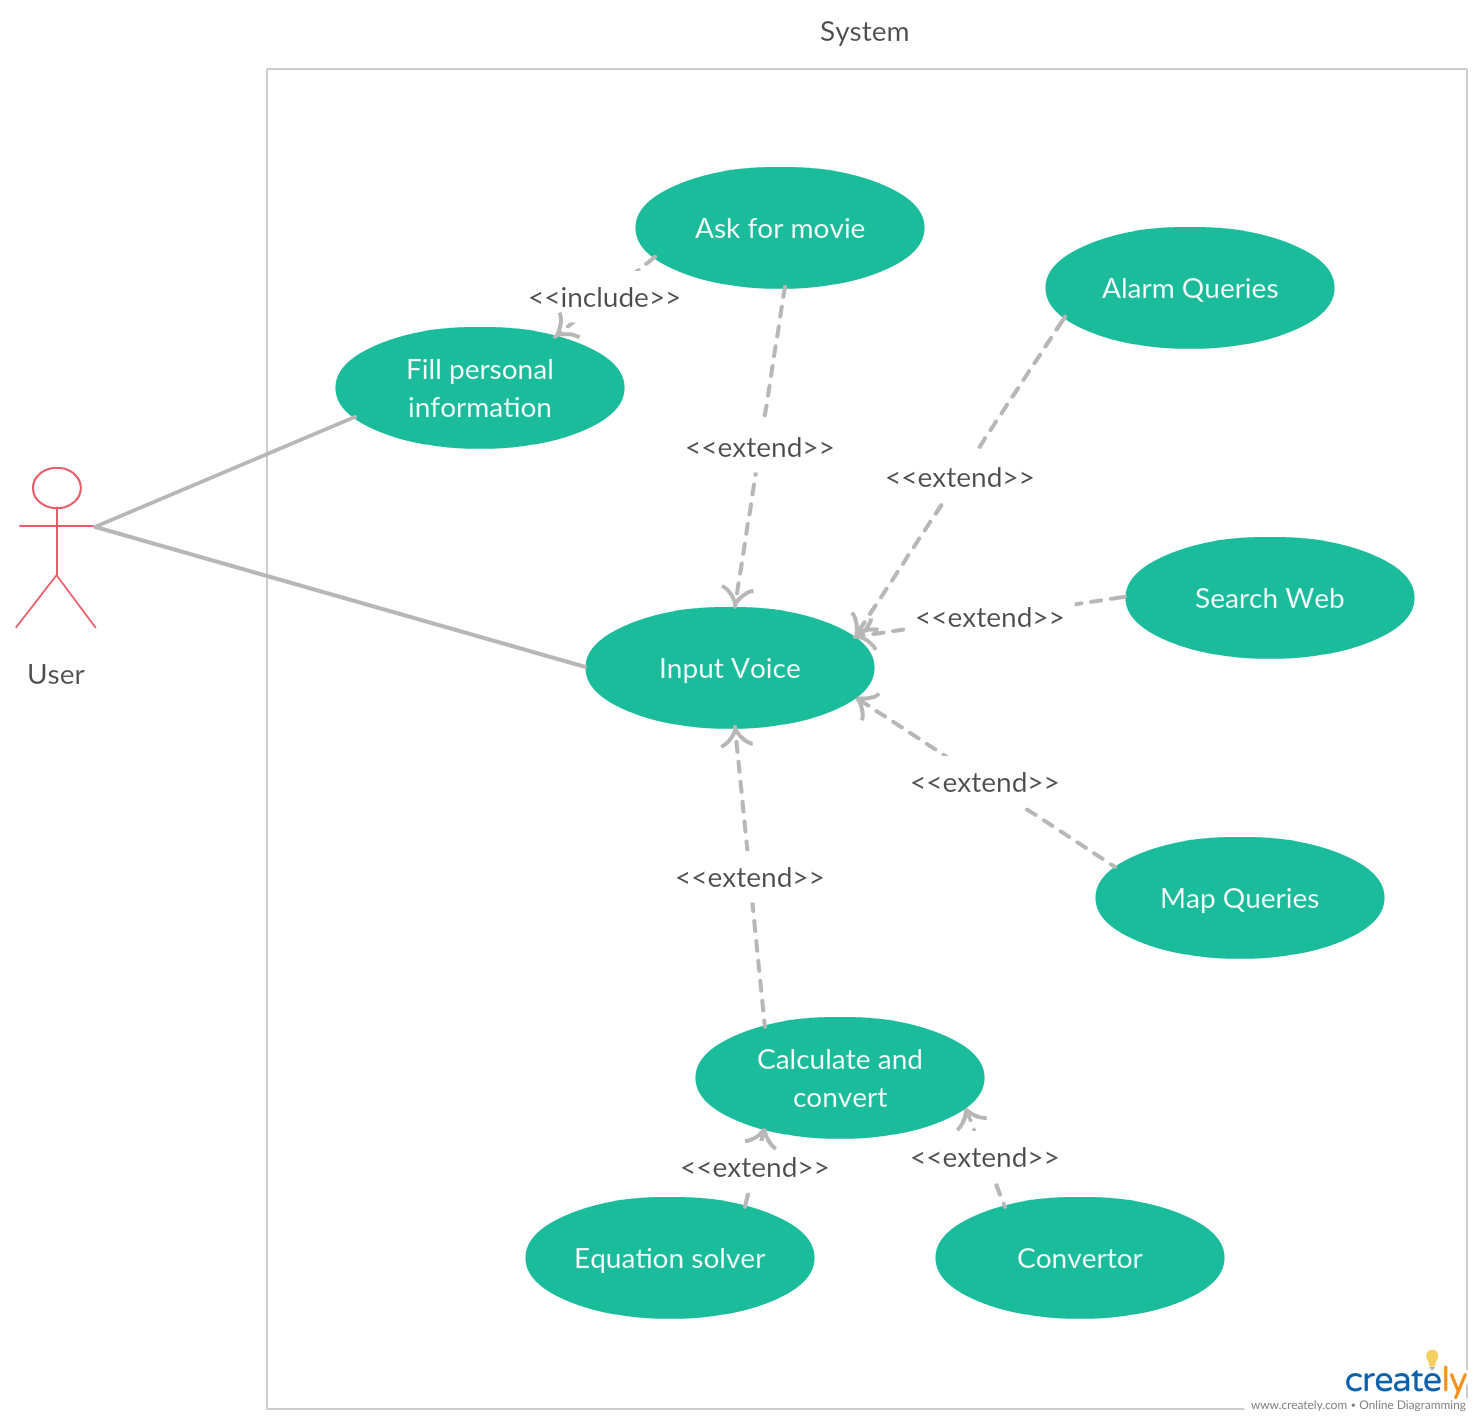 System
Ask for movie
Alarm Queries
<<include>>
Fill personal
information
<<extend>>
<<extend>>
Search Web
<<extend>>
User
Input Voice
<<extend>>
<<extend>>
Map Queries
Calculate and
convert
<<extend>>
<<extend>>
Equation solver
Convertor
creately
www.creately.com • Online Diagramming